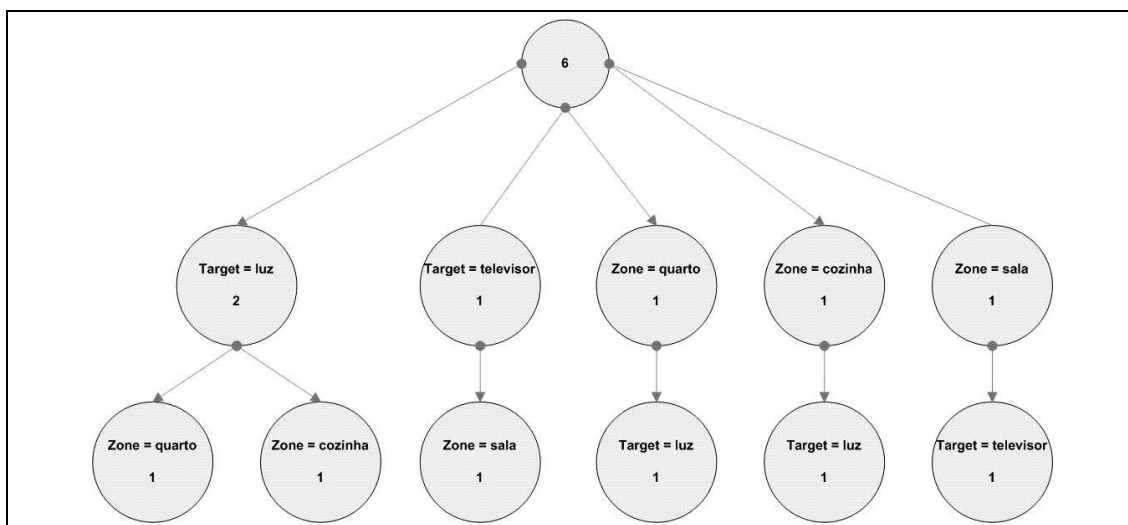 6
Target = luz
2
Target = televisor
1
Zone = quarto
1
Zone = cozinha
1
Zone = sala
1
Zone = quarto
1
Zone = cozinha
1
Zone = sala
1
Target = luz
1
Target = luz
1
Target = televisor
1